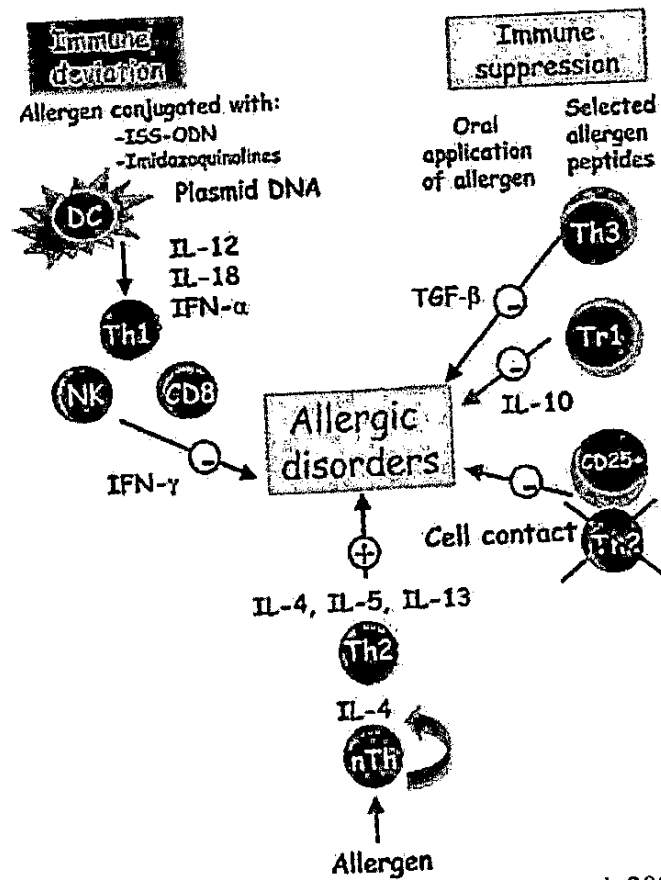 Immune
deviation
Allergen conjugated with:
-ISS-ODN
-Imidazoquinolines
Plasmid DNA
DC
IL-12
IL-18
IFN-α
Th1
NK
CD8
IFN-γ
-
Immune
suppression
Oral
application
of allergen
Selected
allergen
peptides
Th3
TGF-β
-
Tr1
-
IL-10
CD25+
-
Cell contact
Th2
Allergic
disorders
+
IL-4, IL-5, IL-13
Th2
IL-4
nTh
Allergen